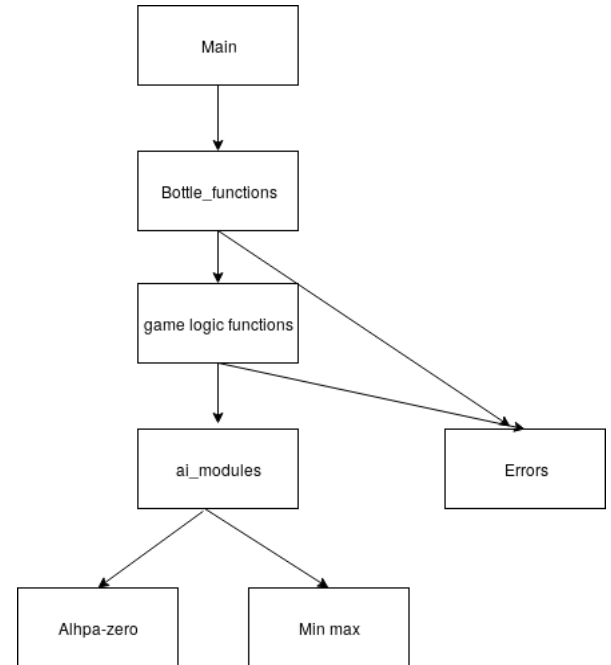 Main
Bottle_functions
game logic functions
ai_modules
Errors
Alhpa-zero
Min max